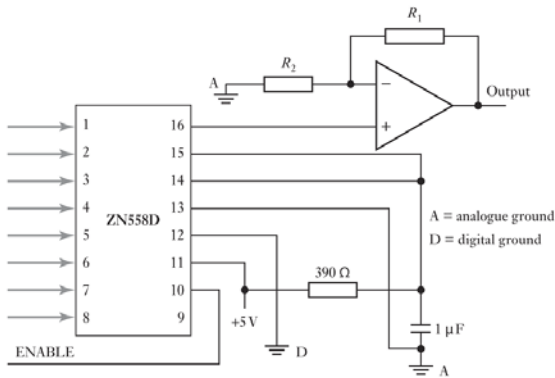 R1
R2
A
Output
1 16
2 15
3 14
4 13
5 12
6 11
7 10
8 9
ZN558D
A = analogue ground
D = digital ground
390 Ω
+5 V
1 μF
D
A
ENABLE